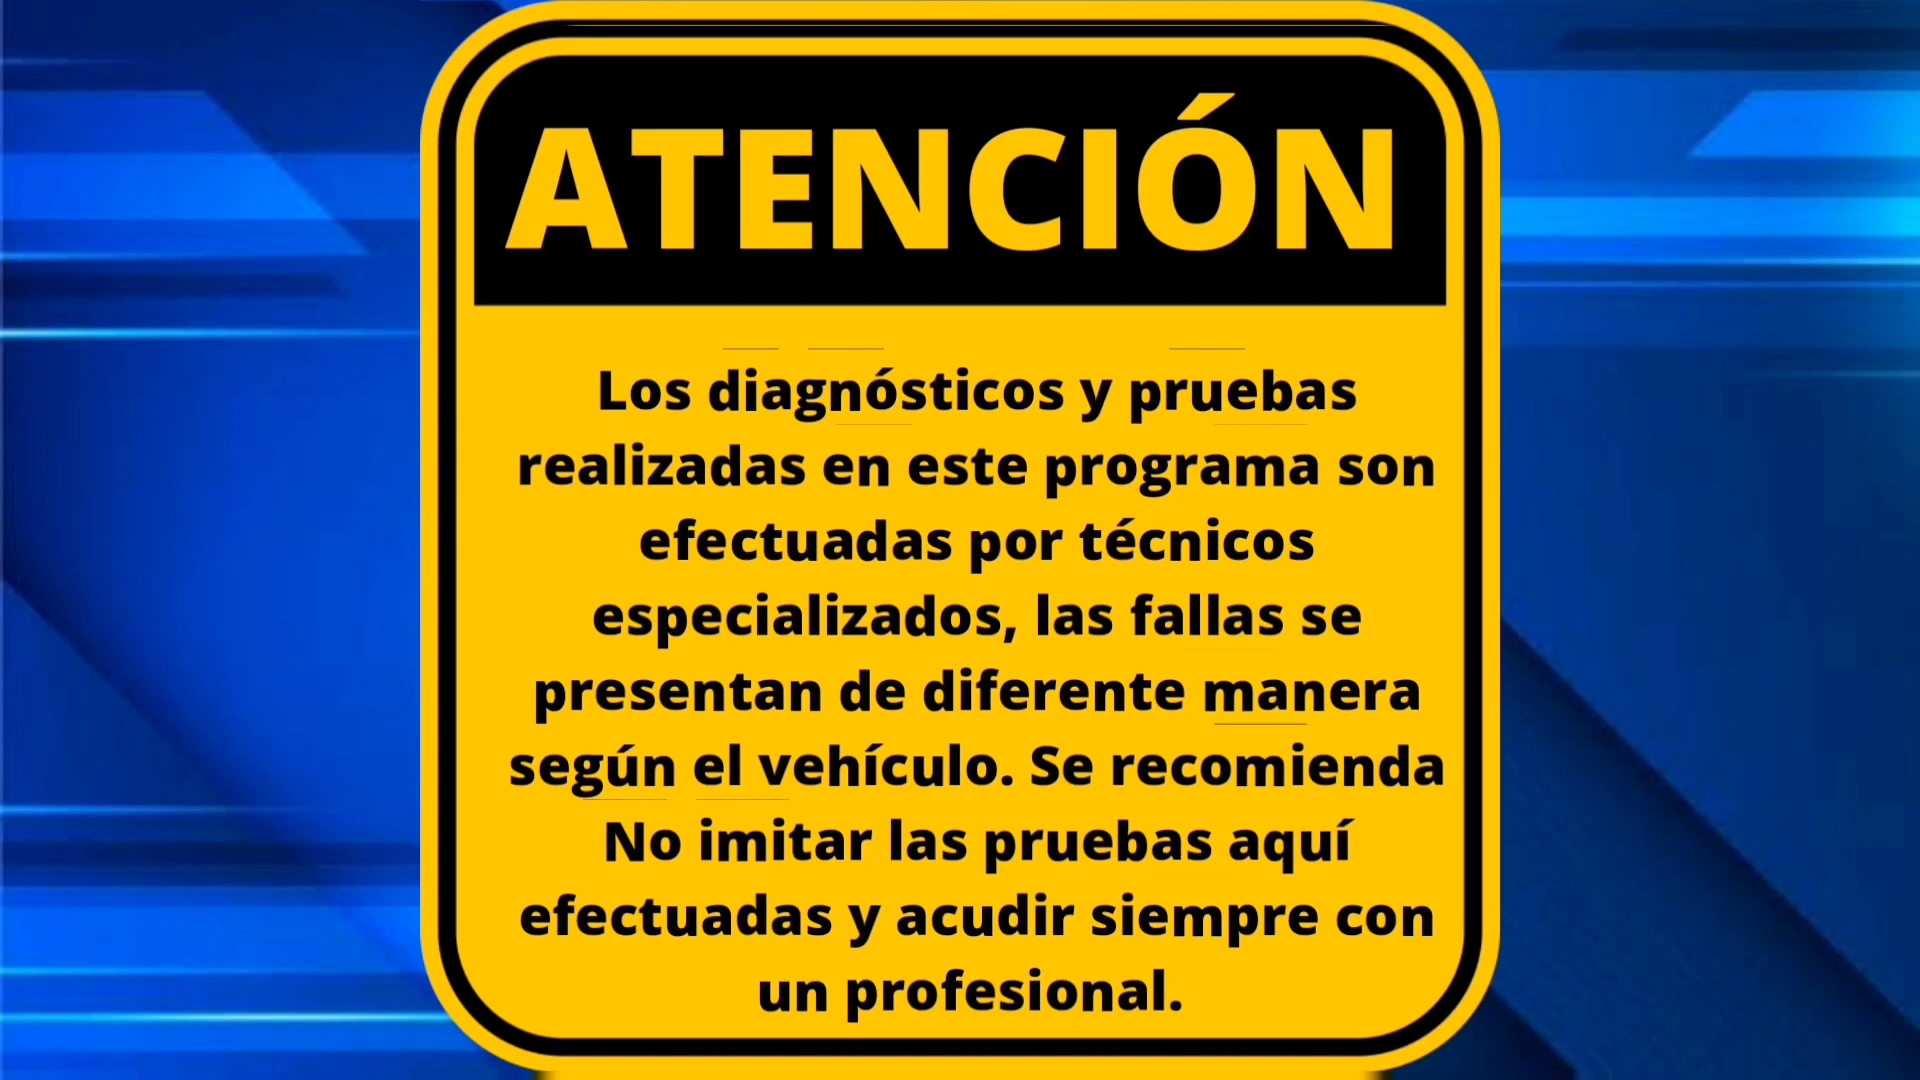 ATENCIÓN
Los diagnósticos y pruebas
realizadas en este programa son
efectuadas por técnicos
especializados, las fallas se
presentan de diferente manera
según el vehículo. Se recomienda
No imitar las pruebas aquí
efectuadas y acudir siempre con
un profesional.